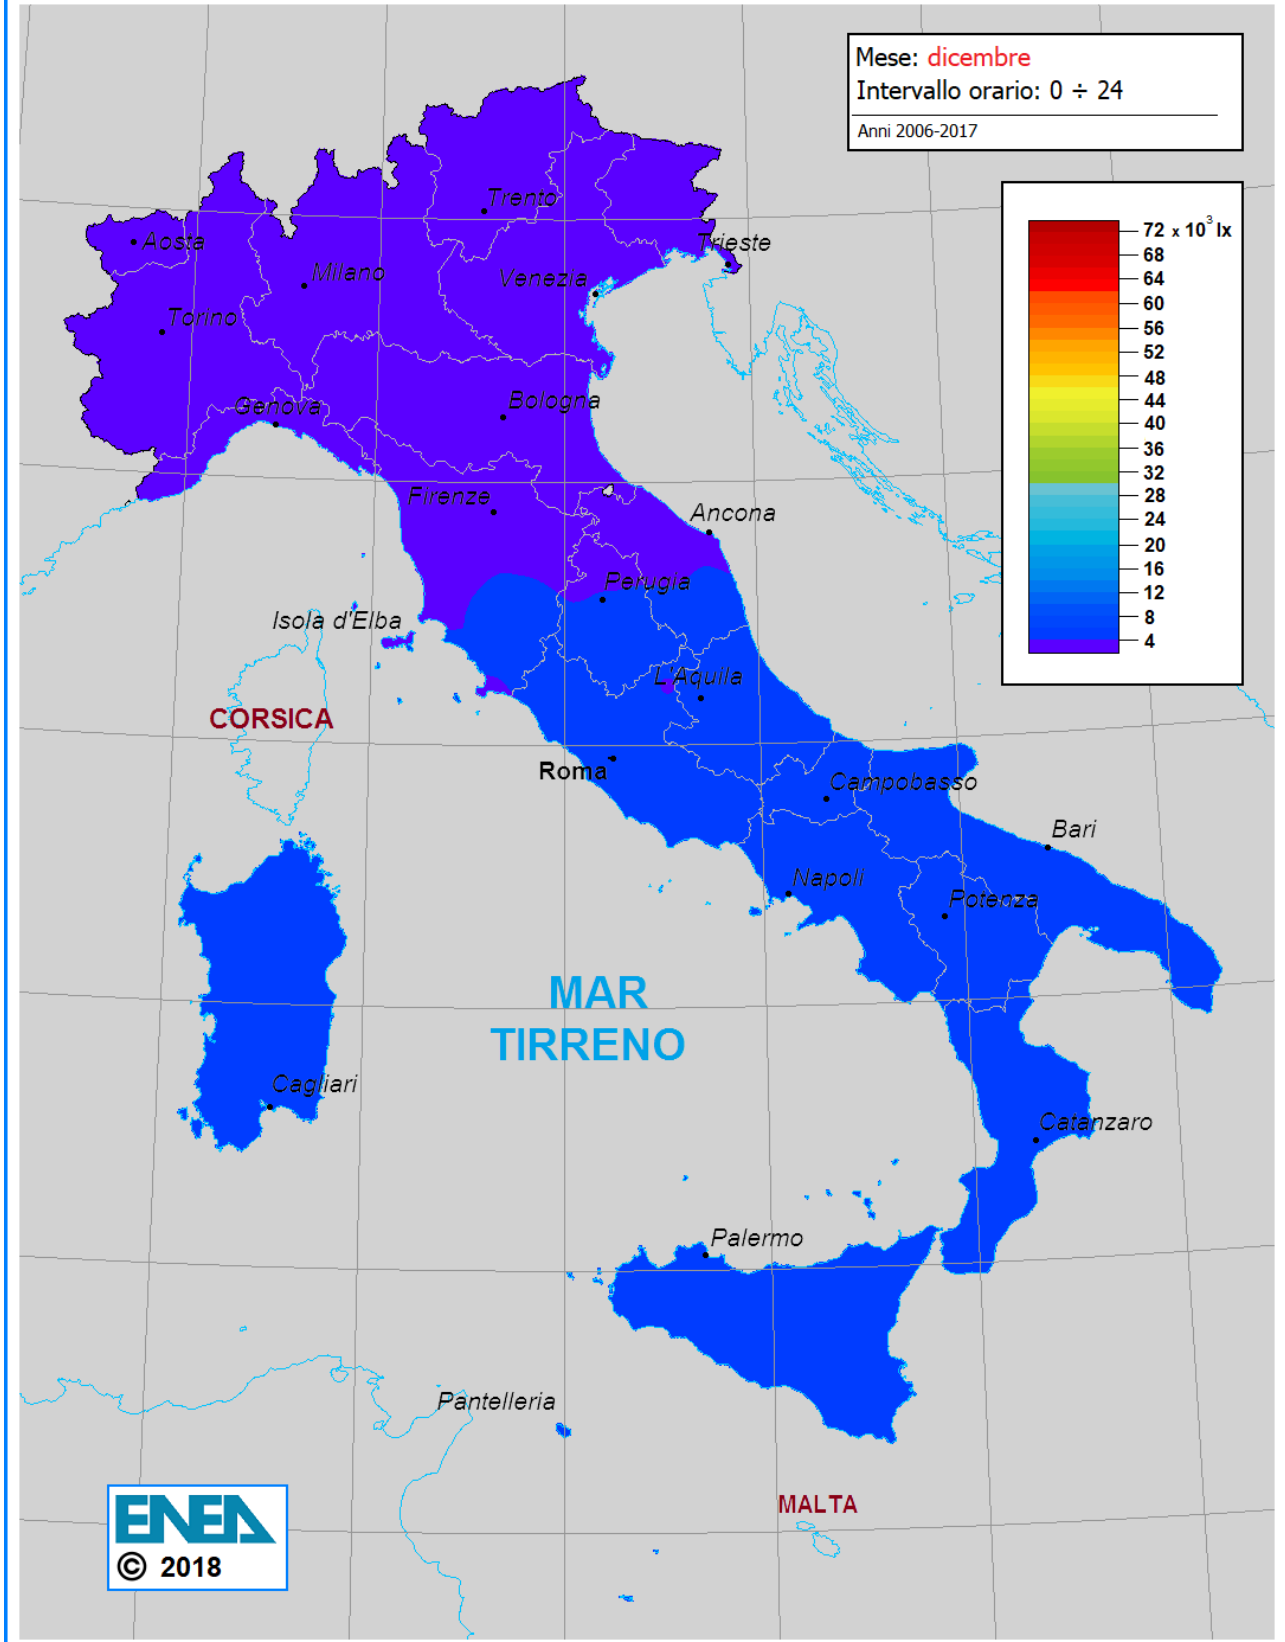 Mese: dicembre
Intervallo orario: 0 ÷ 24
Anni 2006-2017
72 x 10³ lx
68
64
60
56
52
48
44
40
36
32
28
24
20
16
12
8
4
Trento
Aosta
Trieste
Milano
Venezia
Torino
Bologna
Genova
Firenze
Ancona
Perugia
Isola d'Elba
L'Aquila
CORSICA
Roma
Campobasso
Bari
Napoli
Potenza
MAR
TIRRENO
Cagliari
Catanzaro
Palermo
Pantelleria
MALTA
ENEA
© 2018